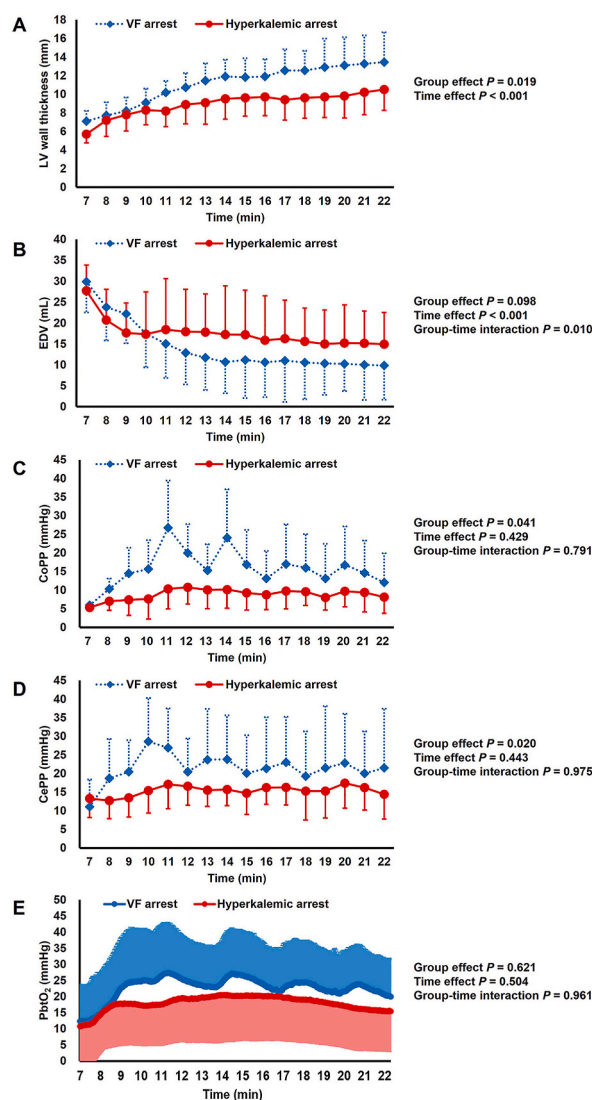 A
VF arrest
Hyperkalemic arrest
18
16
14
12
10
8
6
4
2
0
LV wall thickness (mm)
7 8 9 10 11 12 13 14 15 16 17 18 19 20 21 22
Time (min)
Group effect P = 0.019
Time effect P < 0.001
B
VF arrest
Hyperkalemic arrest
40
35
30
25
20
15
10
5
0
EDV (mL)
7 8 9 10 11 12 13 14 15 16 17 18 19 20 21 22
Time (min)
Group effect P = 0.098
Time effect P < 0.001
Group-time interaction P = 0.010
C
VF arrest
Hyperkalemic arrest
45
40
35
30
25
20
15
10
5
0
CoPP (mmHg)
7 8 9 10 11 12 13 14 15 16 17 18 19 20 21 22
Time (min)
Group effect P = 0.041
Time effect P = 0.429
Group-time interaction P = 0.791
D
VF arrest
Hyperkalemic arrest
45
40
35
30
25
20
15
10
5
0
CePP (mmHg)
7 8 9 10 11 12 13 14 15 16 17 18 19 20 21 22
Time (min)
Group effect P = 0.020
Time effect P = 0.443
Group-time interaction P = 0.975
E
VF arrest
Hyperkalemic arrest
50
45
40
35
30
25
20
15
10
5
0
PbtO₂ (mmHg)
7 8 9 10 11 12 13 14 15 16 17 18 19 20 21 22
Time (min)
Group effect P = 0.621
Time effect P = 0.504
Group-time interaction P = 0.961